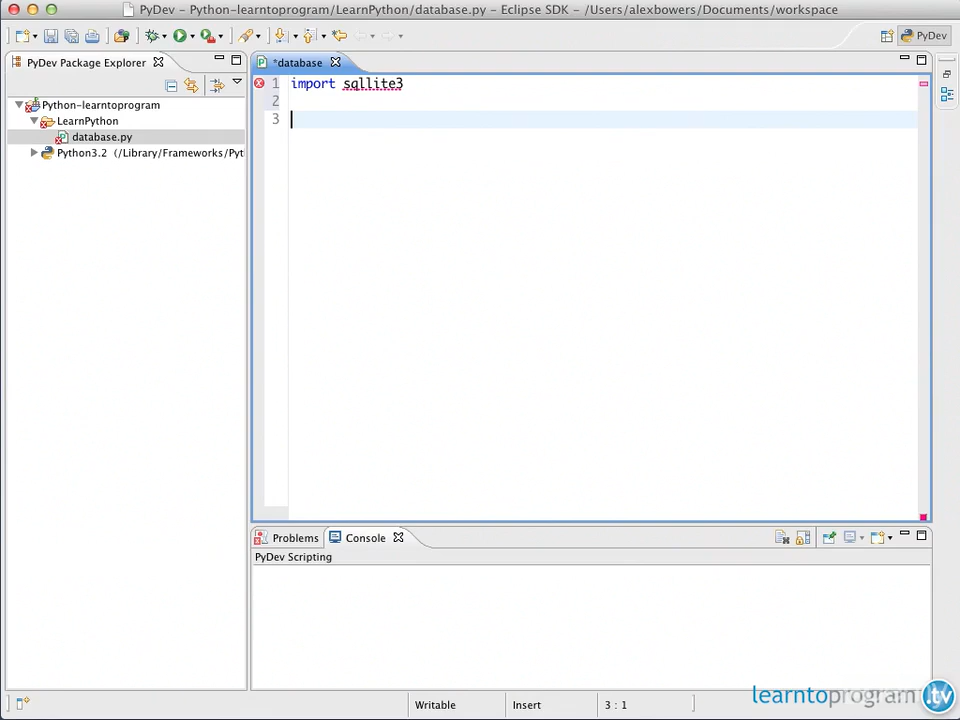 PyDev - Python-learntoprogram/LearnPython/database.py - Eclipse SDK - /Users/alexbowers/Documents/workspace
PyDev
PyDev Package Explorer
*database
Python-learntoprogram
LearnPython
database.py
Python3.2 (/Library/Frameworks/Pyt
1 import sqllite3
2
3
Problems
Console
PyDev Scripting
Writable
Insert
3 : 1
learntoprogram.tv